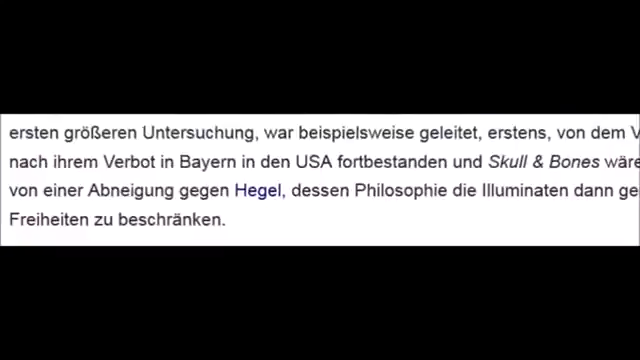 ersten größeren Untersuchung, war beispielsweise geleitet, erstens, von dem
nach ihrem Verbot in Bayern in den USA fortbestanden und Skull & Bones wäre
von einer Abneigung gegen Hegel, dessen Philosophie die Illuminaten dann
Freiheiten zu beschränken.